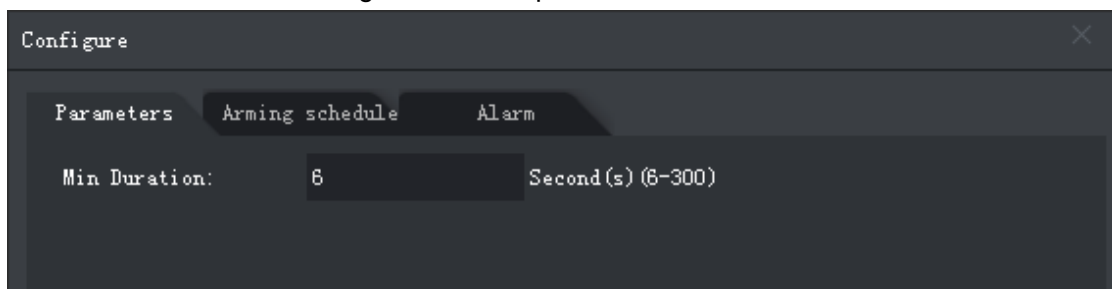 Configure
Parameters Arming schedule Alarm
Min Duration: 6 Second(s)(6-300)